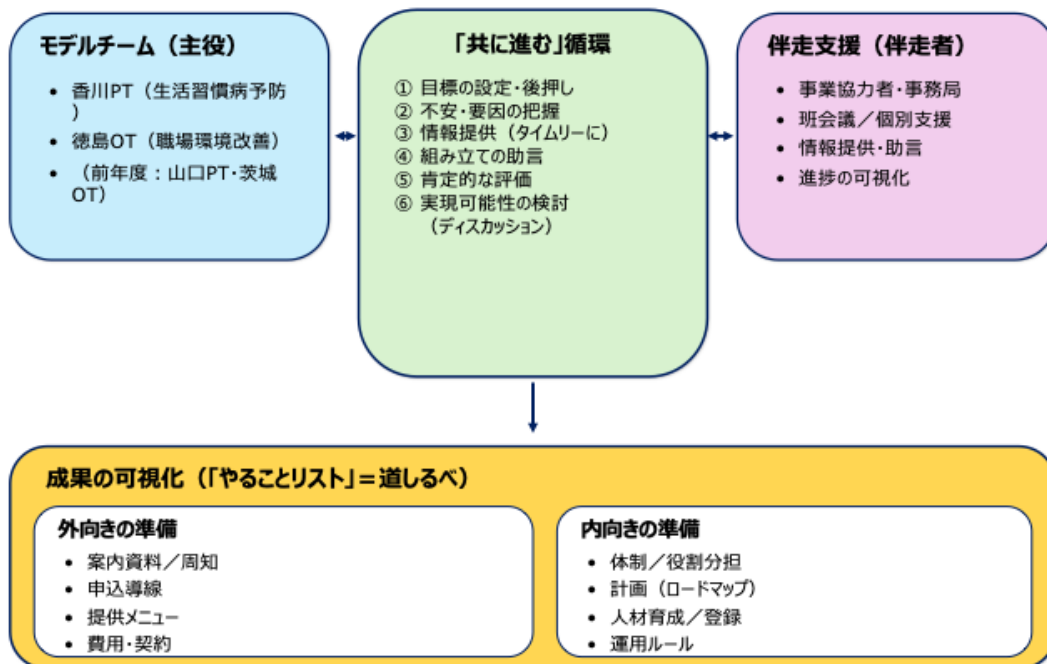 モデルチーム（主役）
• 香川PT（生活習慣病予防
）
• 徳島OT（職場環境改善）
• （前年度：山口PT・茨城
OT）
「共に進む」循環
① 目標の設定・後押し
② 不安・要因の把握
③ 情報提供（タイムリーに）
④ 組み立ての助言
⑤ 肯定的な評価
⑥ 実現可能性の検討
（ディスカッション）
伴走支援（伴走者）
• 事業協力者・事務局
• 班会議／個別支援
• 情報提供・助言
• 進捗の可視化
成果の可視化（「やることリスト」＝道しるべ）
外向きの準備
• 案内資料／周知
• 申込導線
• 提供メニュー
• 費用・契約
内向きの準備
• 体制／役割分担
• 計画（ロードマップ）
• 人材育成／登録
• 運用ルール